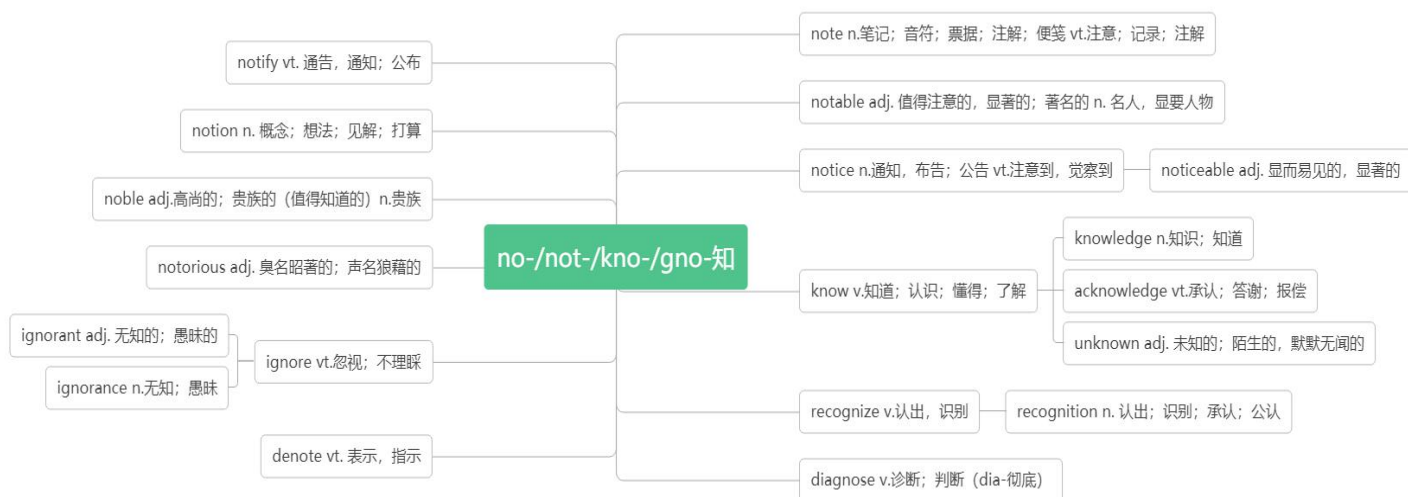 no-/not-/kno-/gno-知
note n.笔记；音符；票据；注解；便笺 vt.注意；记录；注解
notable adj. 值得注意的，显著的；著名的 n. 名人，显要人物
notice n.通知，布告；公告 vt.注意到，觉察到
noticeable adj. 显而易见的，显著的
know v.知道；认识；懂得；了解
knowledge n.知识；知道
acknowledge vt.承认；答谢；报偿
unknown adj. 未知的；陌生的，默默无闻的
recognize v.认出，识别
recognition n. 认出；识别；承认；公认
diagnose v.诊断；判断（dia-彻底）
notify vt. 通告，通知；公布
notion n. 概念；想法；见解；打算
noble adj.高尚的；贵族的（值得知道的）n.贵族
notorious adj. 臭名昭著的；声名狼藉的
ignore vt.忽视；不理睬
ignorant adj. 无知的；愚昧的
ignorance n.无知；愚昧
denote vt. 表示，指示